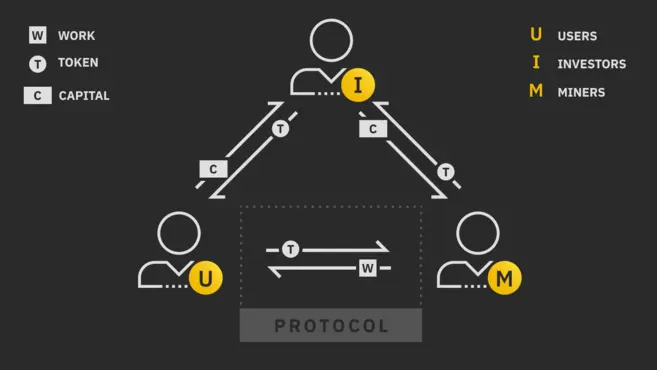 W WORK
T TOKEN
C CAPITAL
U USERS
I INVESTORS
M MINERS
I
T
C
C
T
U
T
W
M
PROTOCOL